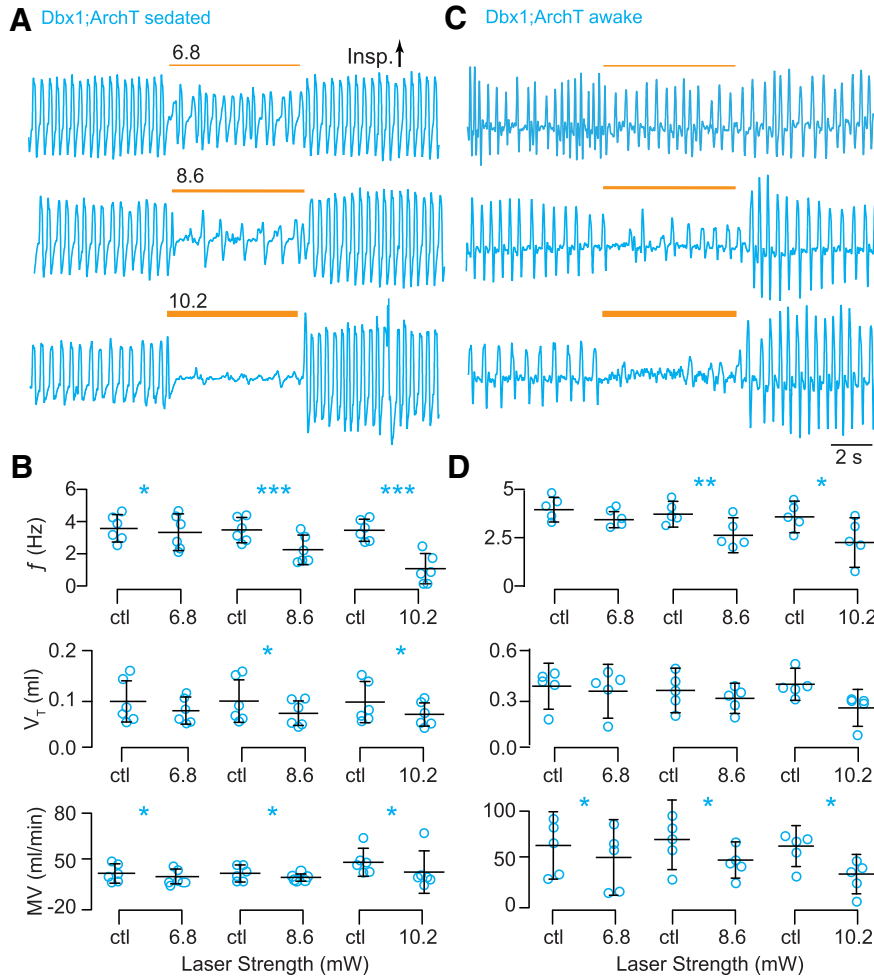 A Dbx1;ArchT sedated
6.8
Insp.
8.6
10.2
C Dbx1;ArchT awake
2 s
B
f (Hz)
6
4
2
0
*
***
***
ctl 6.8 ctl 8.6 ctl 10.2
VT (ml)
0.2
0.1
0.0
*
*
ctl 6.8 ctl 8.6 ctl 10.2
MV (ml/min)
80
50
-20
*
*
*
ctl 6.8 ctl 8.6 ctl 10.2
Laser Strength (mW)
D
5
2.5
0
**
*
ctl 6.8 ctl 8.6 ctl 10.2
0.6
0.3
0.0
ctl 6.8 ctl 8.6 ctl 10.2
100
50
0
*
*
*
ctl 6.8 ctl 8.6 ctl 10.2
Laser Strength (mW)